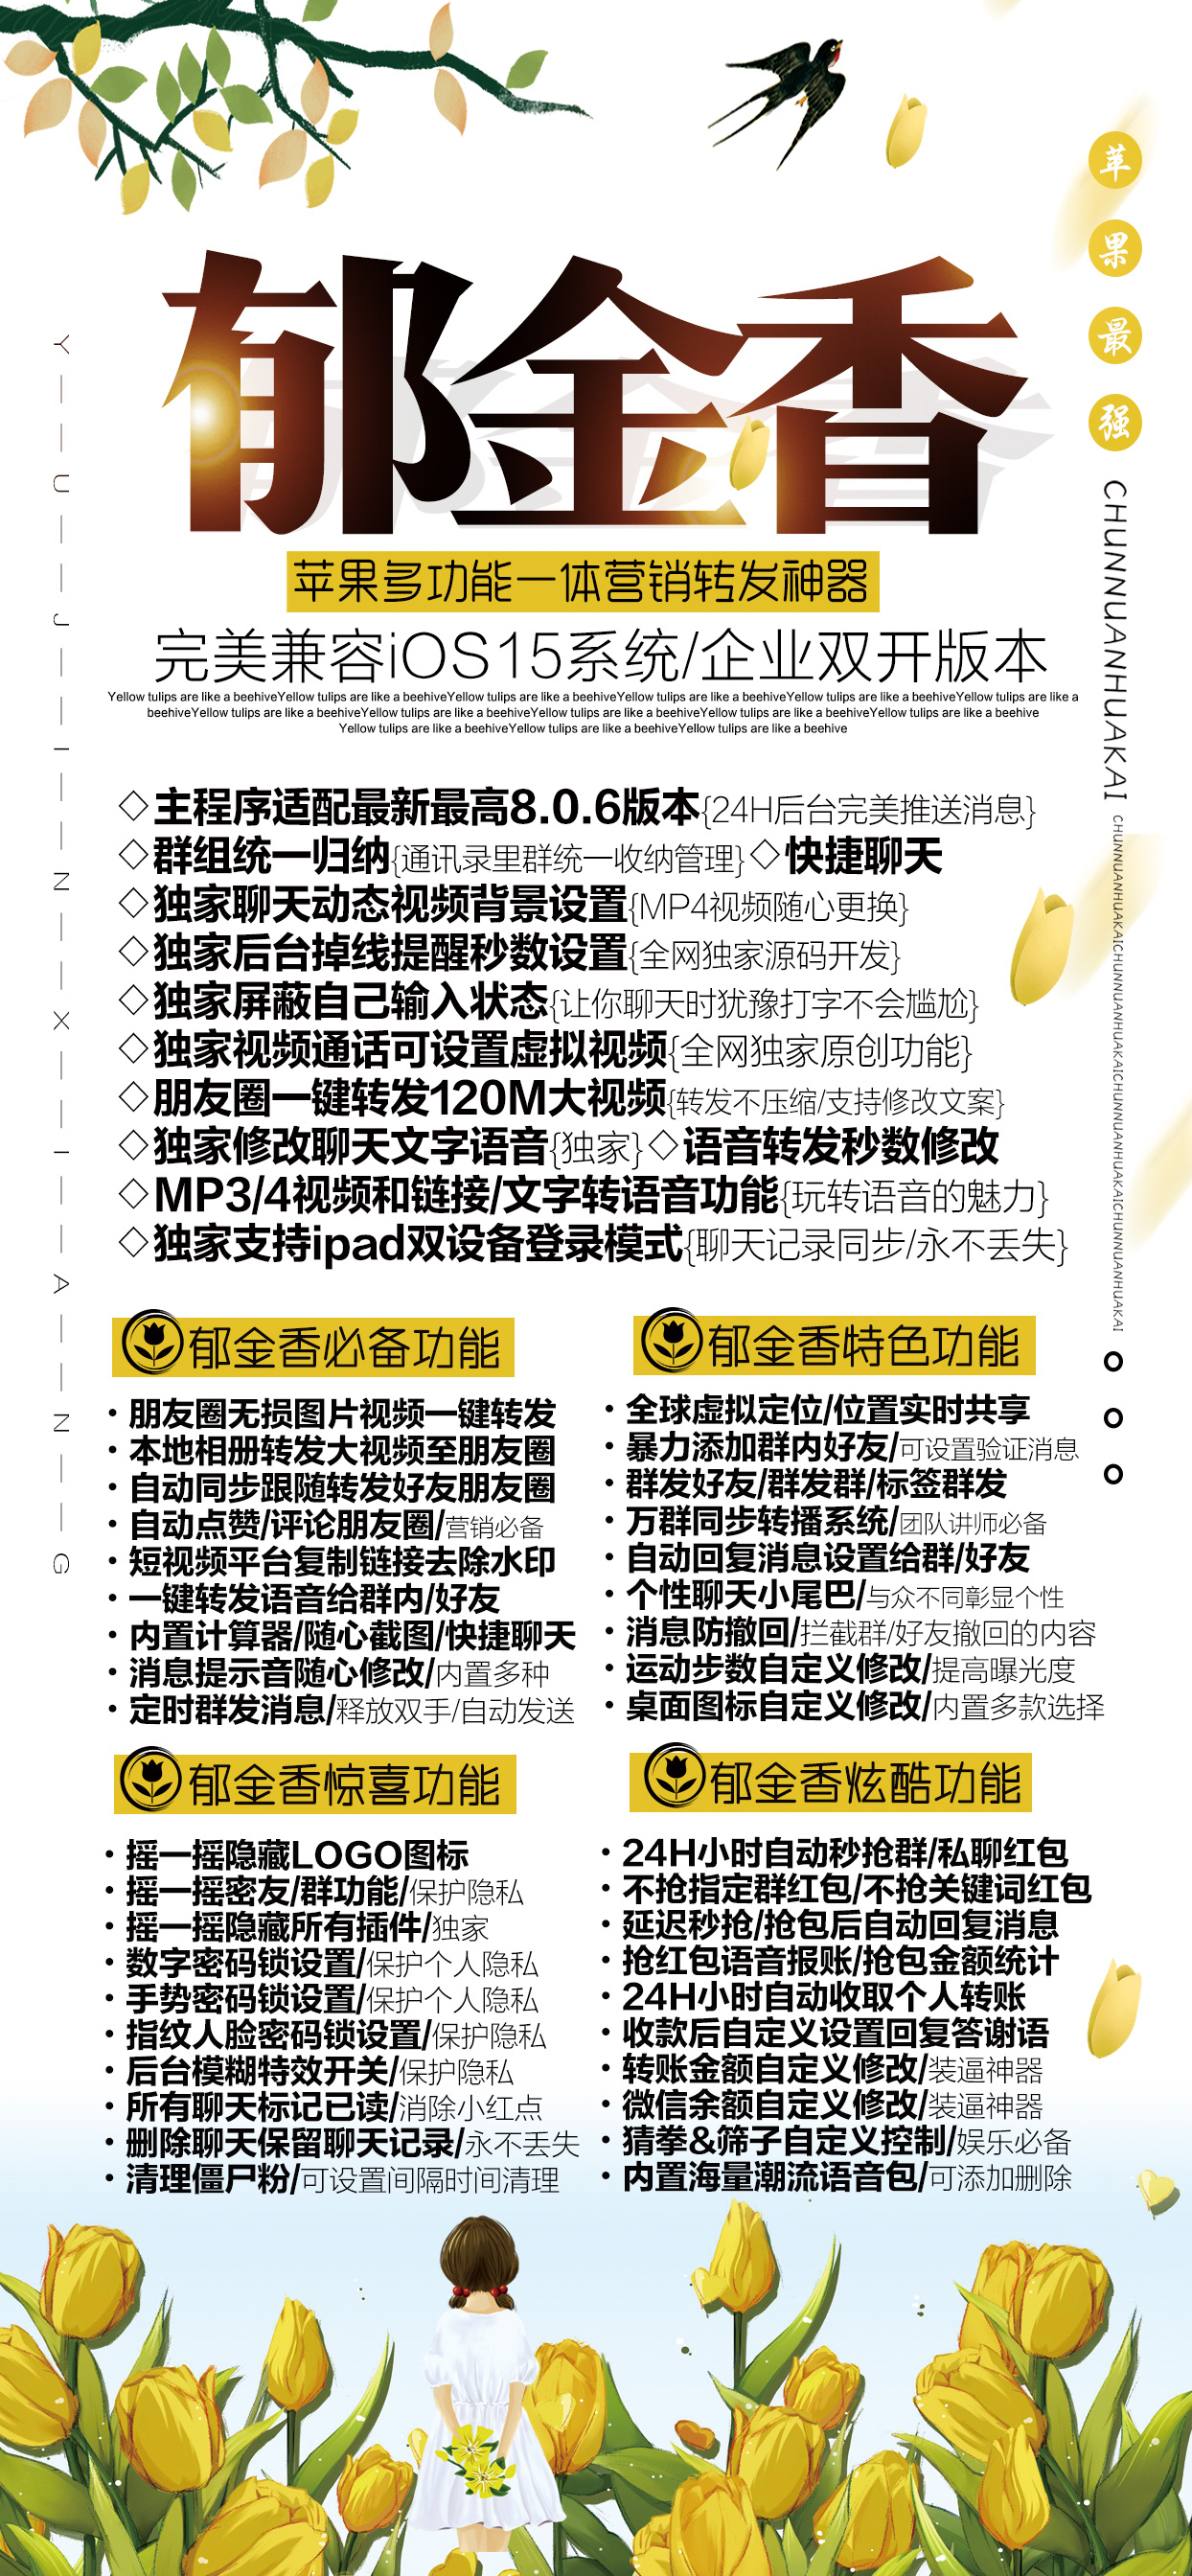 苹果最强
郁金香
苹果多功能一体营销转发神器
完美兼容iOS15系统/企业双开版本
Yellow tulips are like a beehiveYellow tulips are like a beehiveYellow tulips are like a beehiveYellow tulips are like a beehiveYellow tulips are like a beehiveYellow tulips are like a
beehiveYellow tulips are like a beehiveYellow tulips are like a beehiveYellow tulips are like a beehiveYellow tulips are like a beehiveYellow tulips are like a beehive
Yellow tulips are like a beehiveYellow tulips are like a beehiveYellow tulips are like a beehive
Y——U——J——I——N——X——I——A——N——G
CHUNNUANHUAKAI
CHUNNUANHUAKAICHUNNUANHUAKAICHUNNUANHUAKAICHUNNUANHUAKAI
◇主程序适配最新最高8.0.6版本{24H后台完美推送消息}
◇群组统一归纳{通讯录里群统一收纳管理}◇快捷聊天
◇独家聊天动态视频背景设置{MP4视频随心更换}
◇独家后台掉线提醒秒数设置{全网独家源码开发}
◇独家屏蔽自己输入状态{让你聊天时犹豫打字不会尴尬}
◇独家视频通话可设置虚拟视频{全网独家原创功能}
◇朋友圈一键转发120M大视频{转发不压缩/支持修改文案}
◇独家修改聊天文字语音{独家}◇语音转发秒数修改
◇MP3/4视频和链接/文字转语音功能{玩转语音的魅力}
◇独家支持ipad双设备登录模式{聊天记录同步/永不丢失}
郁金香必备功能
·朋友圈无损图片视频一键转发
·本地相册转发大视频至朋友圈
·自动同步跟随转发好友朋友圈
·自动点赞/评论朋友圈/营销必备
·短视频平台复制链接去除水印
·一键转发语音给群内/好友
·内置计算器/随心截图/快捷聊天
·消息提示音随心修改/内置多种
·定时群发消息/释放双手/自动发送
郁金香特色功能
·全球虚拟定位/位置实时共享
·暴力添加群内好友/可设置验证消息
·群发好友/群发群/标签群发
·万群同步转播系统/团队讲师必备
·自动回复消息设置给群/好友
·个性聊天小尾巴/与众不同彰显个性
·消息防撤回/拦截群/好友撤回的内容
·运动步数自定义修改/提高曝光度
·桌面图标自定义修改/内置多款选择
郁金香惊喜功能
·摇一摇隐藏LOGO图标
·摇一摇密友/群功能/保护隐私
·摇一摇隐藏所有插件/独家
·数字密码锁设置/保护个人隐私
·手势密码锁设置/保护个人隐私
·指纹人脸密码锁设置/保护隐私
·后台模糊特效开关/保护隐私
·所有聊天标记已读/消除小红点
·删除聊天保留聊天记录/永不丢失
·清理僵尸粉/可设置间隔时间清理
郁金香炫酷功能
·24H小时自动秒抢群/私聊红包
·不抢指定群红包/不抢关键词红包
·延迟秒抢/抢包后自动回复消息
·抢红包语音报账/抢包金额统计
·24H小时自动收取个人转账
·收款后自定义设置回复答谢语
·转账金额自定义修改/装逼神器
·微信余额自定义修改/装逼神器
·猜拳&筛子自定义控制/娱乐必备
·内置海量潮流语音包/可添加删除